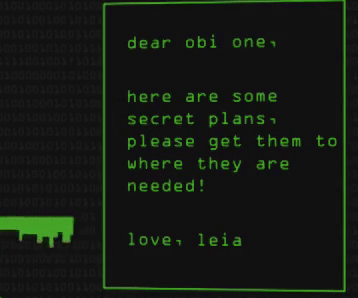 dear obi one,
here are some
secret plans,
please get them to
where they are
needed!
love, leia